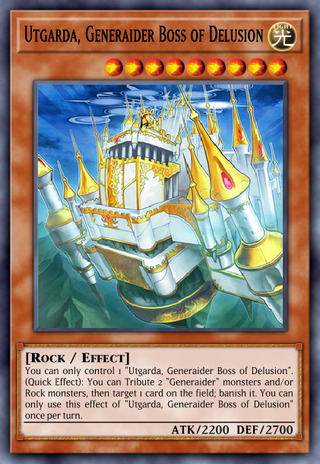 Utgarda, Generaider Boss of Delusion
LIGHT
光
[Rock / Effect]
You can only control 1 "Utgarda, Generaider Boss of Delusion".
(Quick Effect): You can Tribute 2 "Generaider" monsters and/or
Rock monsters, then target 1 card on the field; banish it. You can
only use this effect of "Utgarda, Generaider Boss of Delusion"
once per turn.
ATK/2200 DEF/2700